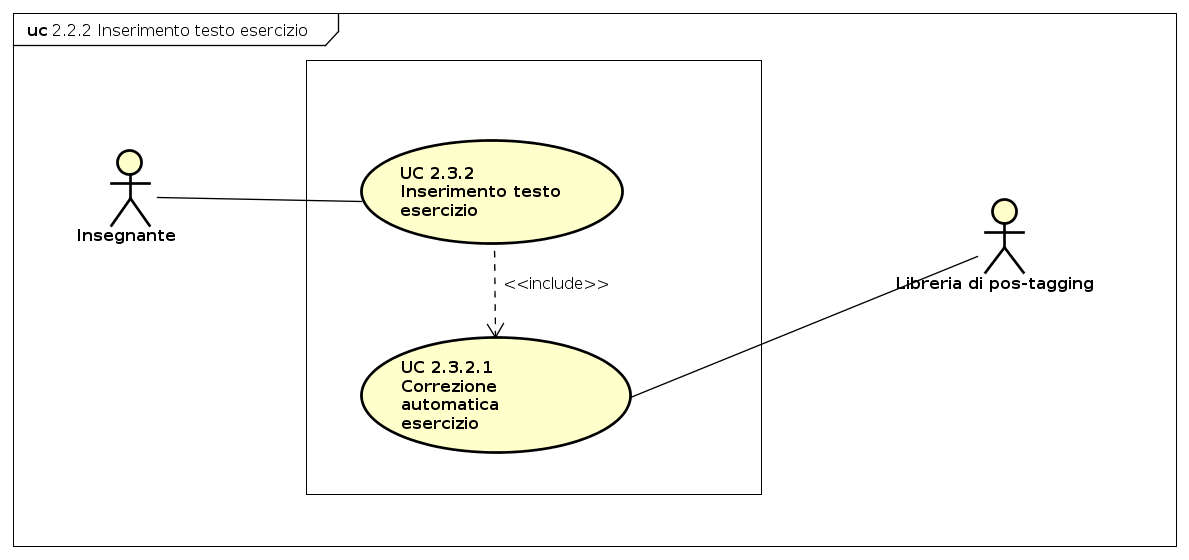 uc 2.2.2 Inserimento testo esercizio
UC 2.3.2
Inserimento testo
esercizio
Insegnante
<<include>>
Libreria di pos-tagging
UC 2.3.2.1
Correzione
automatica
esercizio